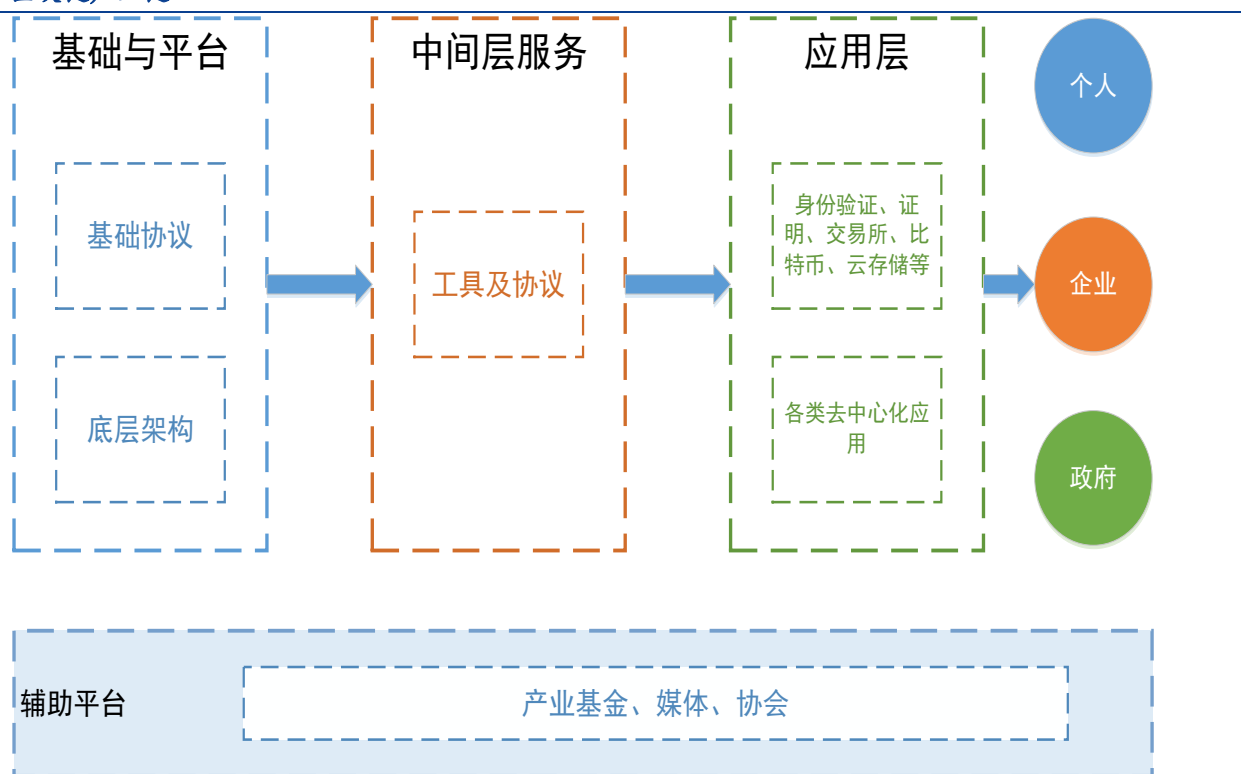 基础与平台
中间层服务
应用层
个人
基础协议
底层架构
工具及协议
身份验证、证
明、交易所、比
特币、云存储等
各类去中心化应
用
企业
政府
辅助平台
产业基金、媒体、协会